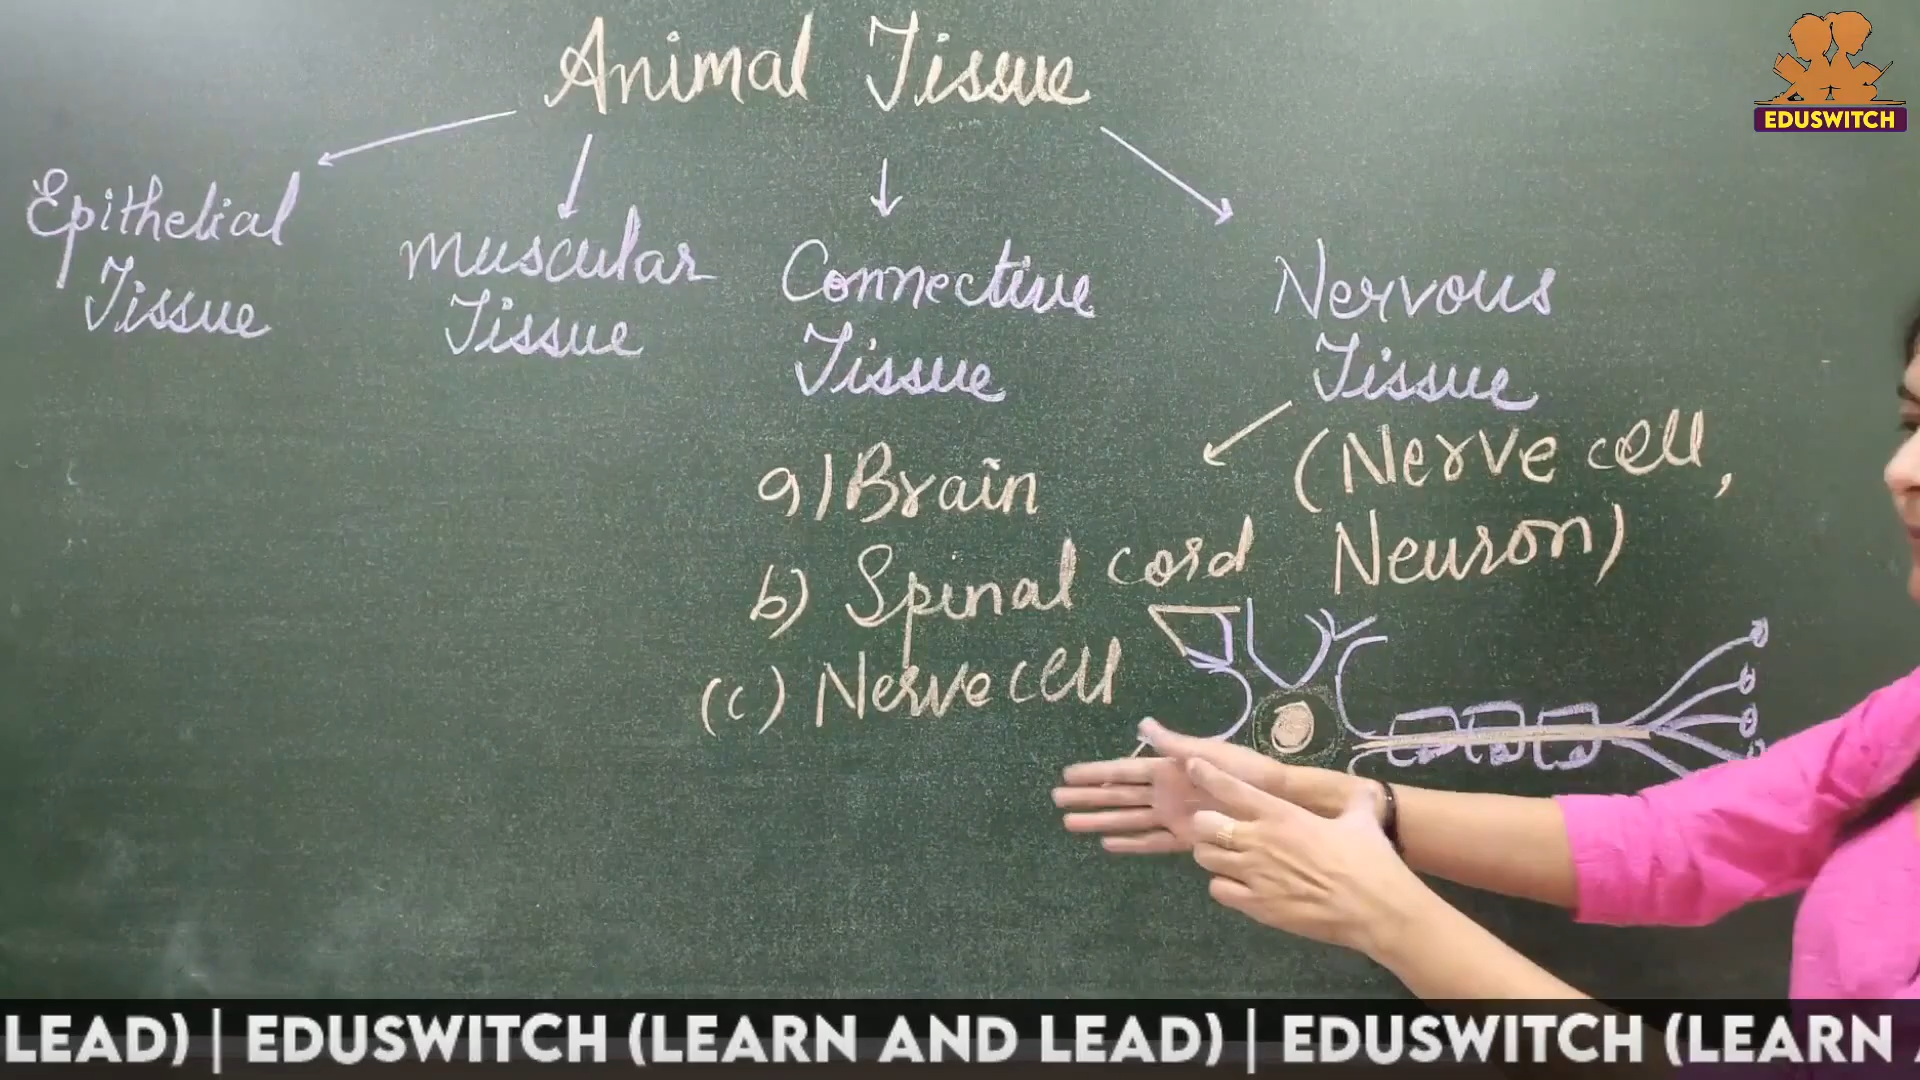 Animal Tissue
EDUSWITCH
Epithelial
Tissue
Muscular
Tissue
Connective
Tissue
Nervous
Tissue
(Nerve cell,
Neuron)
a) Brain
b) Spinal cord
(c) Nerve cell
LEAD) | EDUSWITCH (LEARN AND LEAD) | EDUSWITCH (LEARN